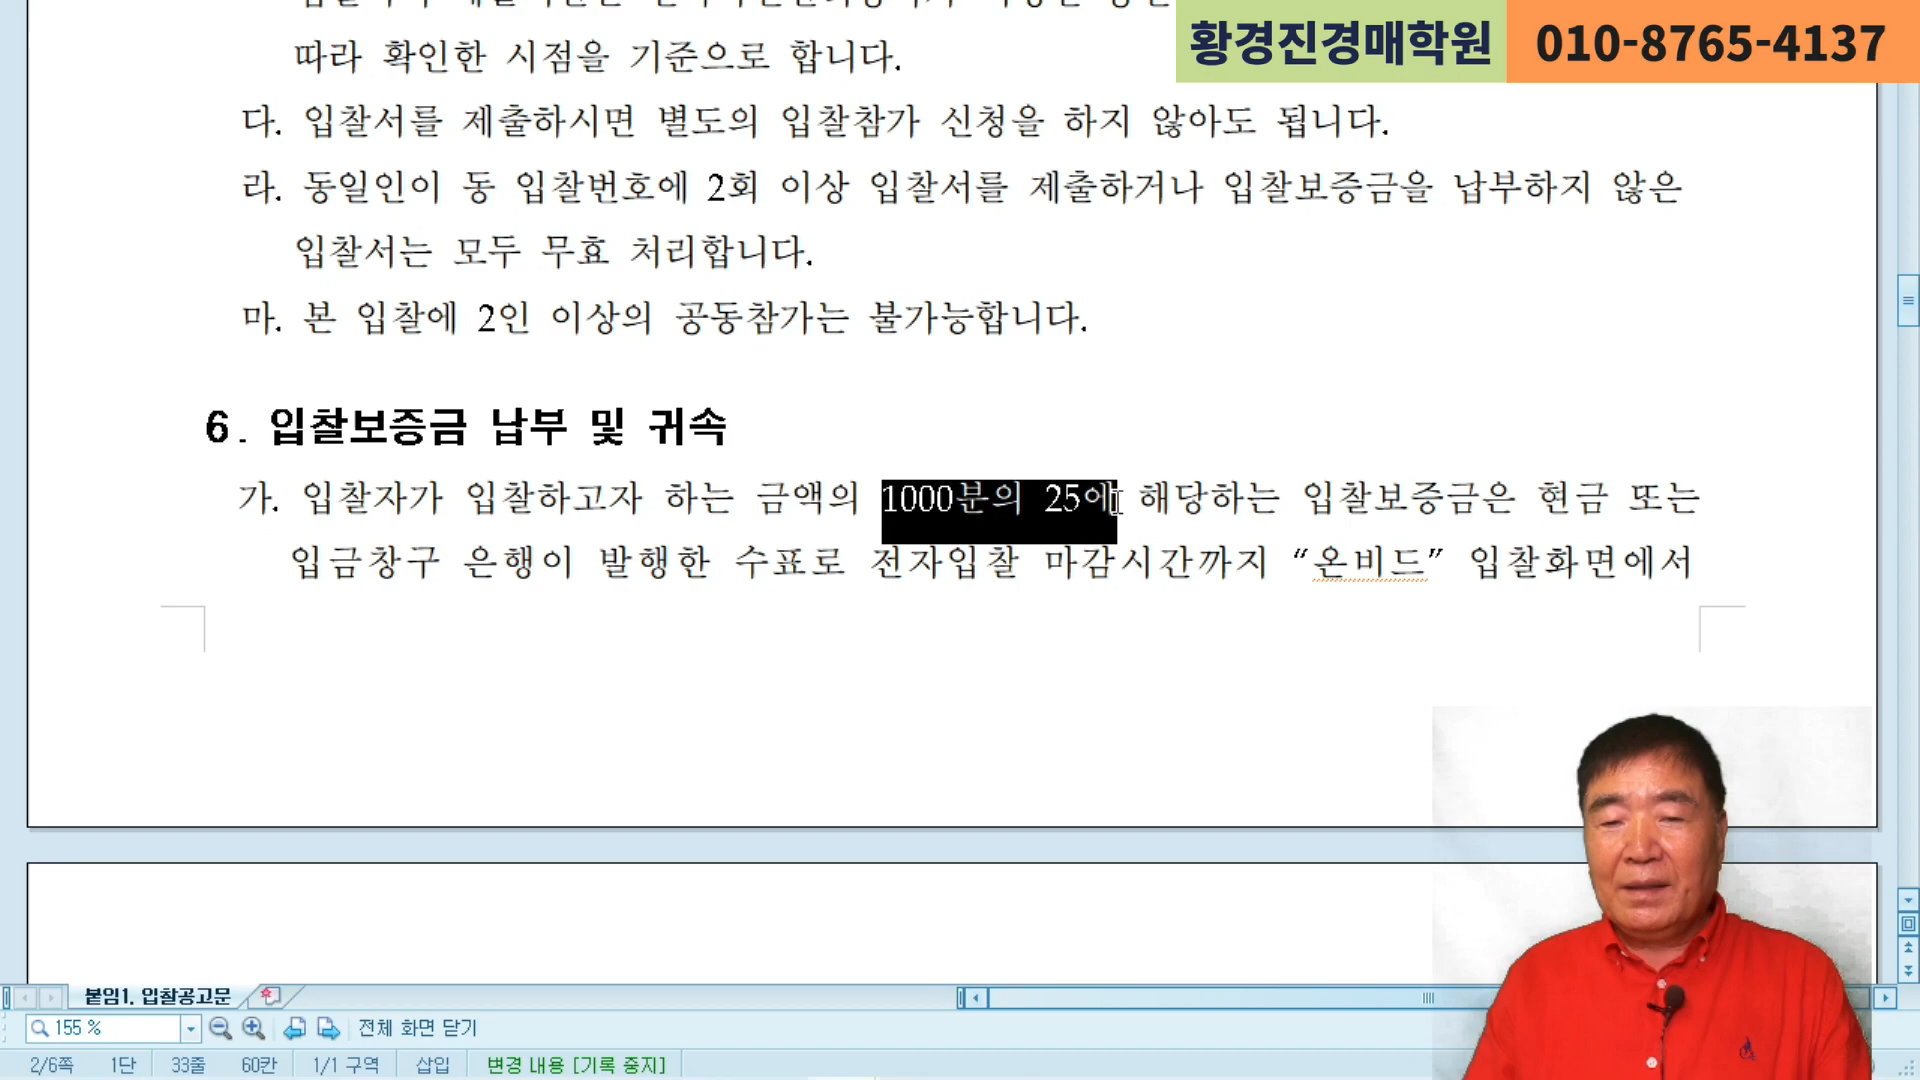 황경진경매학원 010-8765-4137
따라 확인한 시점을 기준으로 합니다.
다. 입찰서를 제출하시면 별도의 입찰참가 신청을 하지 않아도 됩니다.
라. 동일인이 동 입찰번호에 2회 이상 입찰서를 제출하거나 입찰보증금을 납부하지 않은
입찰서는 모두 무효 처리합니다.
마. 본 입찰에 2인 이상의 공동참가는 불가능합니다.
6. 입찰보증금 납부 및 귀속
가. 입찰자가 입찰하고자 하는 금액의 1000분의 25에 해당하는 입찰보증금은 현금 또는
입금창구 은행이 발행한 수표로 전자입찰 마감시간까지 “온비드” 입찰화면에서
붙임1. 입찰공고문
155 % 전체 화면 닫기
2/6쪽 1단 33줄 60칸 1/1 구역 삽입 변경 내용 [기록 중지]